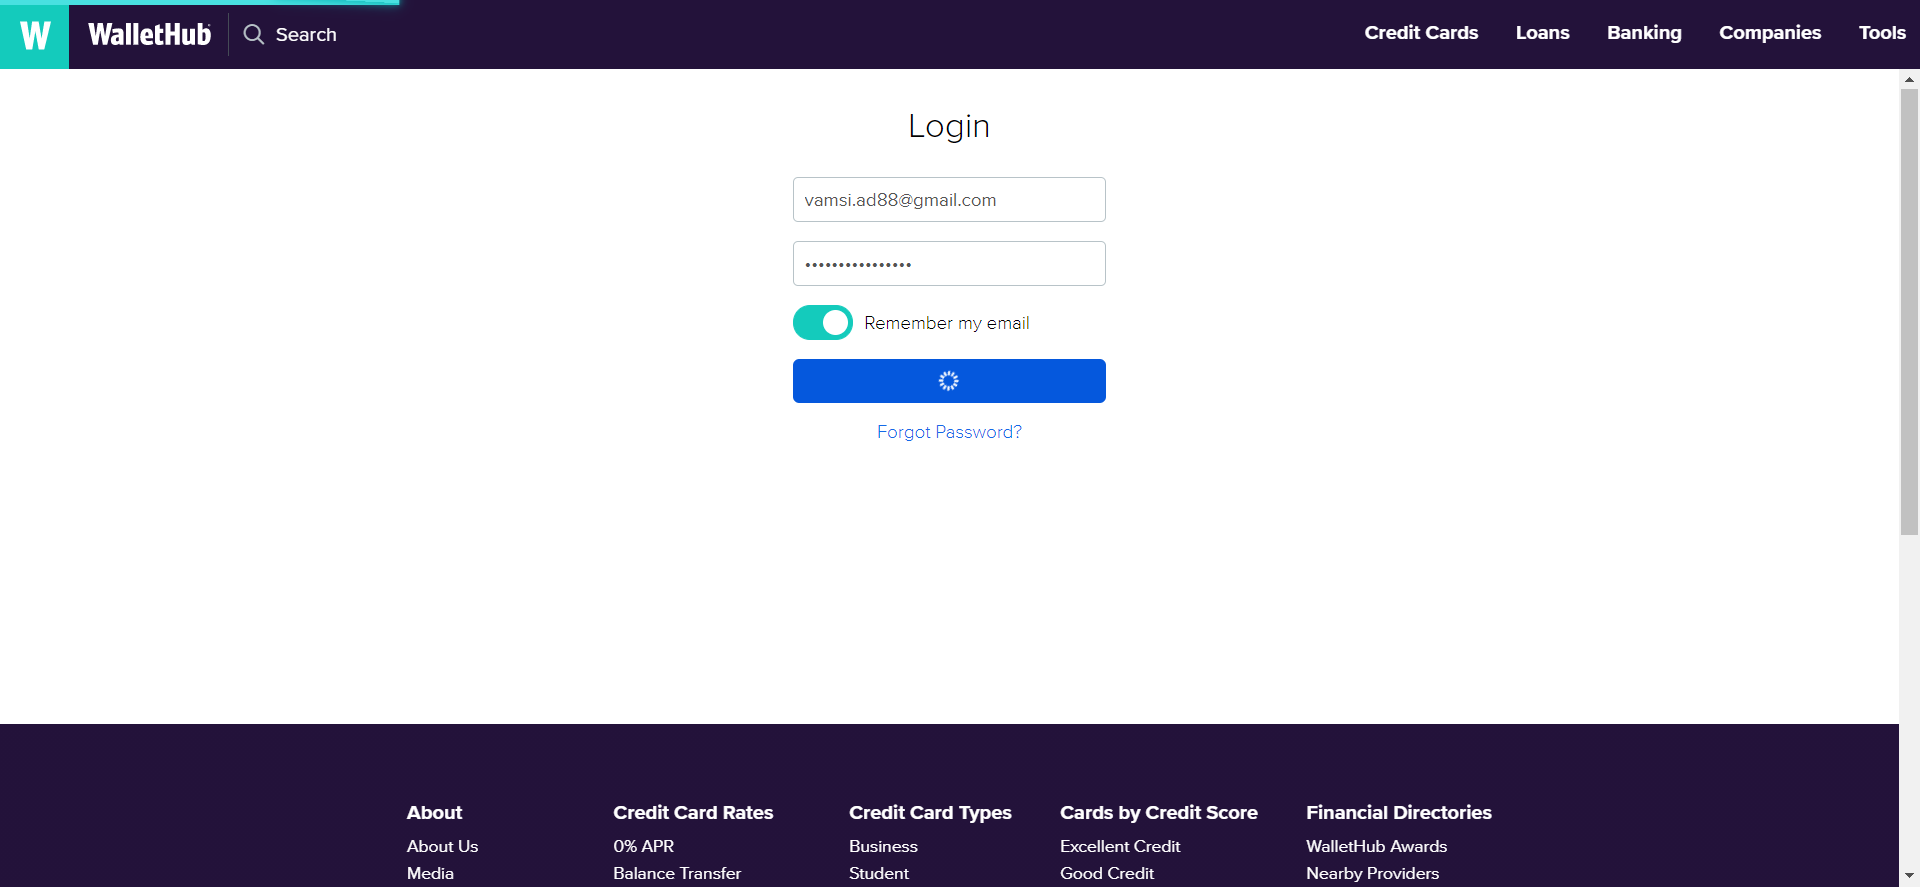 W WalletHub Search Credit Cards Loans Banking Companies Tools
Login
vamsi.ad88@gmail.com
••••••••••••••••
Remember my email
Forgot Password?
About Credit Card Rates Credit Card Types Cards by Credit Score Financial Directories
About Us 0% APR Business Excellent Credit WalletHub Awards
Media Balance Transfer Student Good Credit Nearby Providers